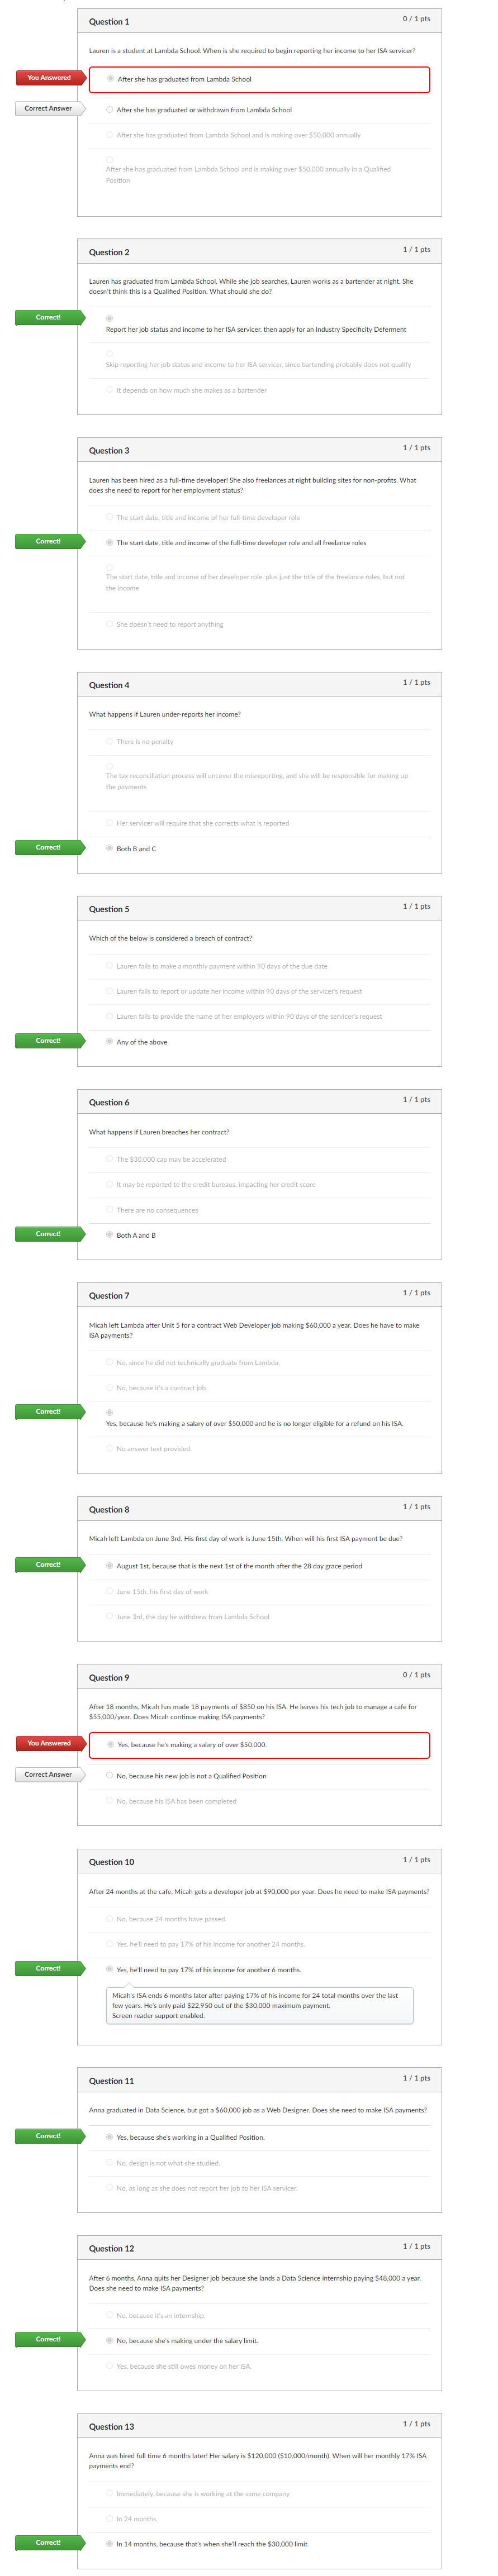 Question 1
0 / 1 pts
Lauren is a student at Lambda School. When is she required to begin reporting her income to her ISA servicer?
You Answered
After she has graduated from Lambda School
Correct Answer
After she has graduated or withdrawn from Lambda School
After she has graduated from Lambda School and is making over $50,000 annually
After she has graduated from Lambda School and is making over $50,000 annually in a Qualified
Position
Question 2
1 / 1 pts
Lauren has graduated from Lambda School. While she job searches, Lauren works as a bartender at night. She
doesn't think this is a Qualified Position. What should she do?
Correct!
Report her job status and income to her ISA servicer, then apply for an Industry Specificity Deferment
Skip reporting her job status and income to her ISA servicer, since bartending probably does not qualify
It depends on how much she makes as a bartender
Question 3
1 / 1 pts
Lauren has been hired as a full-time developer! She also freelances at night building sites for non-profits. What
does she need to report for her employment status?
The start date, title and income of her full-time developer role
Correct!
The start date, title and income of the full-time developer role and all freelance roles
The start date, title and income of her developer role, plus just the title of the freelance roles, but not
the income
She doesn't need to report anything
Question 4
1 / 1 pts
What happens if Lauren under-reports her income?
There is no penalty
The tax reconciliation process will uncover the misreporting, and she will be responsible for making up
the payments
Her servicer will require that she corrects what is reported
Correct!
Both B and C
Question 5
1 / 1 pts
Which of the below is considered a breach of contract?
Lauren fails to make a monthly payment within 90 days of the due date
Lauren fails to report or update her income within 90 days of the servicer's request
Lauren fails to provide the name of her employers within 90 days of the servicer's request
Correct!
Any of the above
Question 6
1 / 1 pts
What happens if Lauren breaches her contract?
The $30,000 cap may be accelerated
It may be reported to the credit bureaus, impacting her credit score
There are no consequences
Correct!
Both A and B
Question 7
1 / 1 pts
Micah left Lambda after Unit 5 for a contract Web Developer job making $60,000 a year. Does he have to make
ISA payments?
No, since he did not technically graduate from Lambda.
No, because it's a contract job.
Correct!
Yes, because he's making a salary of over $50,000 and he is no longer eligible for a refund on his ISA.
No answer text provided.
Question 8
1 / 1 pts
Micah left Lambda on June 3rd. His first day of work is June 15th. When will his first ISA payment be due?
Correct!
August 1st, because that is the next 1st of the month after the 28 day grace period
June 15th, his first day of work
June 3rd, the day he withdrew from Lambda School
Question 9
0 / 1 pts
After 18 months, Micah has made 18 payments of $850 on his ISA. He leaves his tech job to manage a cafe for
$55,000/year. Does Micah continue making ISA payments?
You Answered
Yes, because he's making a salary of over $50,000.
Correct Answer
No, because his new job is not a Qualified Position
No, because his ISA has been completed
Question 10
1 / 1 pts
After 24 months at the cafe, Micah gets a developer job at $90,000 per year. Does he need to make ISA payments?
No, because 24 months have passed.
Yes, he'll need to pay 17% of his income for another 24 months.
Correct!
Yes, he'll need to pay 17% of his income for another 6 months.
Micah's ISA ends 6 months later after paying 17% of his income for 24 total months over the last
few years. He's only paid $22,950 out of the $30,000 maximum payment.
Screen reader support enabled.
Question 11
1 / 1 pts
Anna graduated in Data Science, but got a $60,000 job as a Web Designer. Does she need to make ISA payments?
Correct!
Yes, because she's working in a Qualified Position.
No, design is not what she studied.
No, as long as she does not report her job to her ISA servicer.
Question 12
1 / 1 pts
After 6 months, Anna quits her Designer job because she lands a Data Science internship paying $48,000 a year.
Does she need to make ISA payments?
No, because it's an internship.
Correct!
No, because she's making under the salary limit.
Yes, because she still owes money on her ISA.
Question 13
1 / 1 pts
Anna was hired full time 6 months later! Her salary is $120,000 ($10,000/month). When will her monthly 17% ISA
payments end?
Immediately, because she is working at the same company
In 24 months.
Correct!
In 14 months, because that's when she'll reach the $30,000 limit